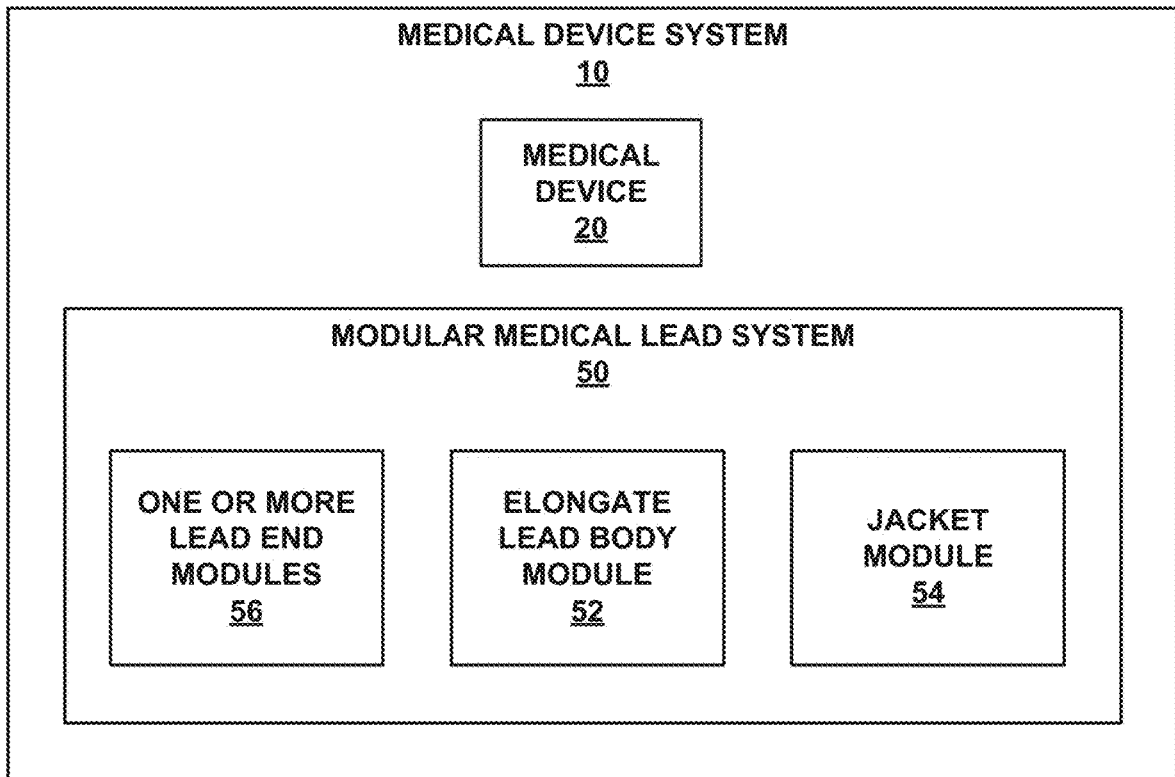 MEDICAL DEVICE SYSTEM
10
MEDICAL
DEVICE
20
MODULAR MEDICAL LEAD SYSTEM
50
ONE OR MORE
LEAD END
MODULES
56
ELONGATE
LEAD BODY
MODULE
52
JACKET
MODULE
54